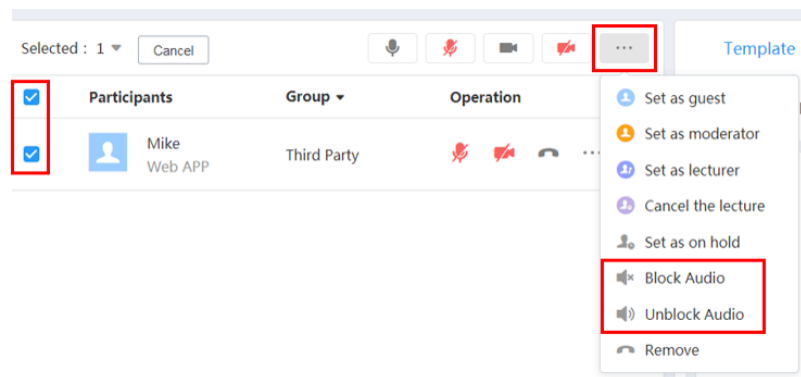 Selected : 1 Cancel ... Template
Participants Group Operation
Mike
Web APP
Third Party
...
Set as guest
Set as moderator
Set as lecturer
Cancel the lecture
Set as on hold
Block Audio
Unblock Audio
Remove